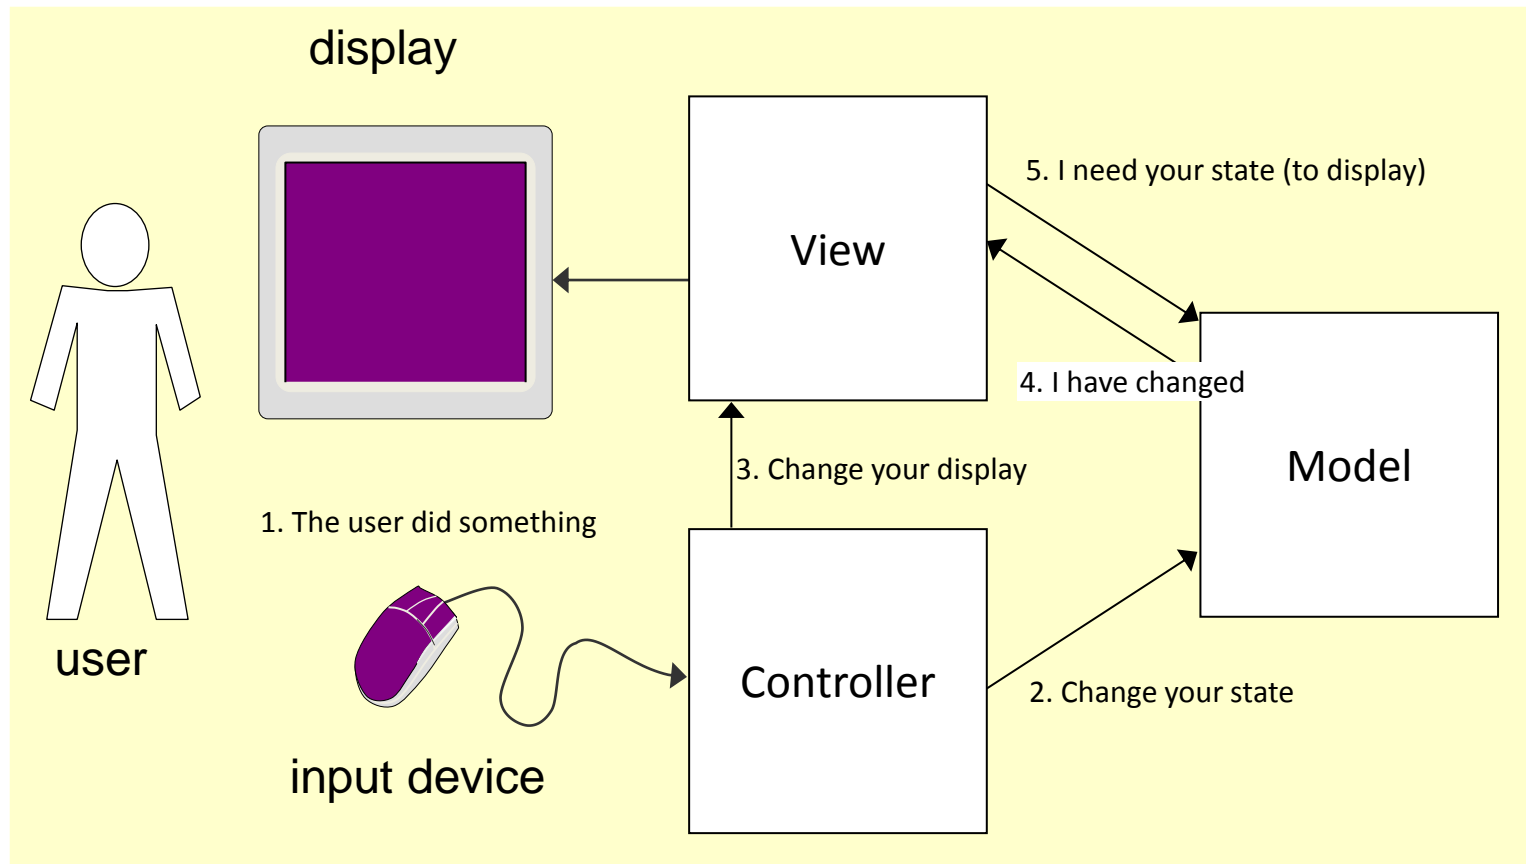 display
5. I need your state (to display)
View
4. I have changed
Model
3. Change your display
1. The user did something
user
Controller
2. Change your state
input device